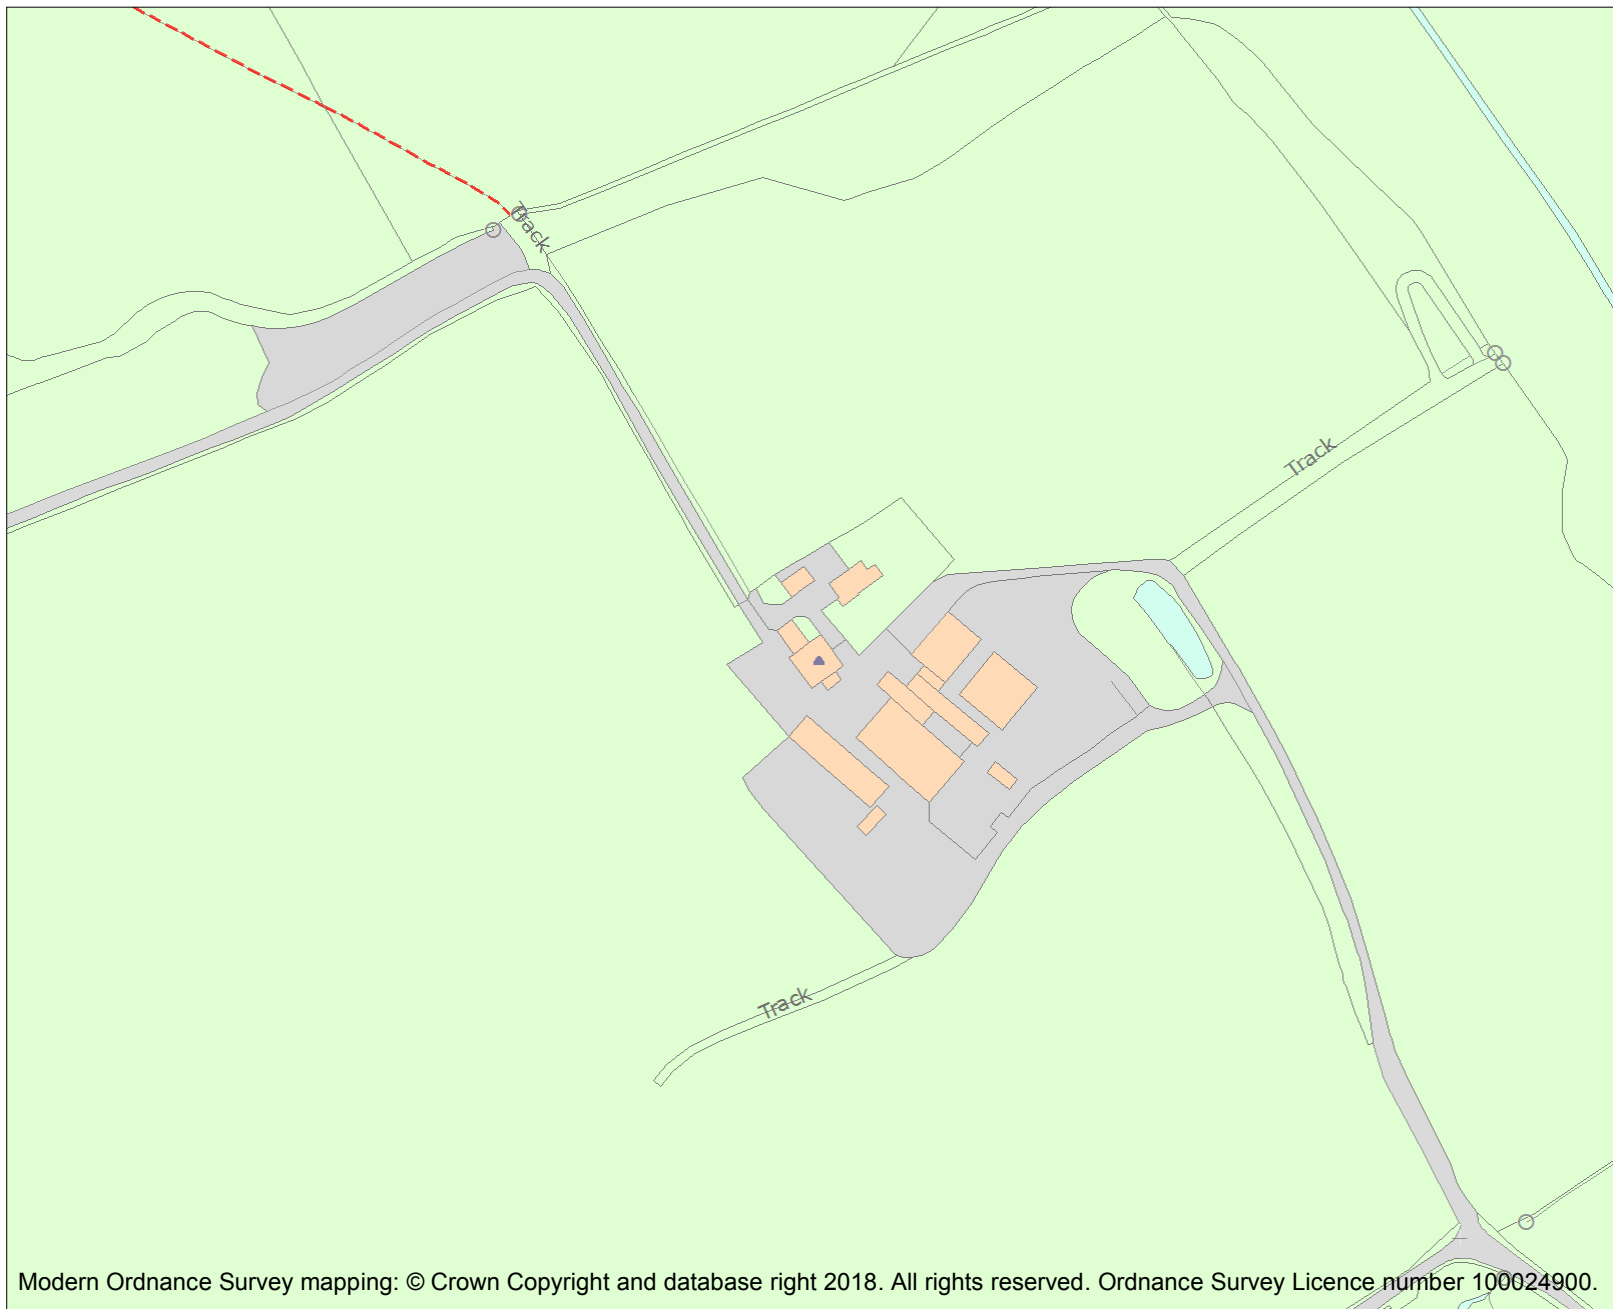 Track
Track
Track
Modern Ordnance Survey mapping: © Crown Copyright and database right 2018. All rights reserved. Ordnance Survey Licence number 100024900.